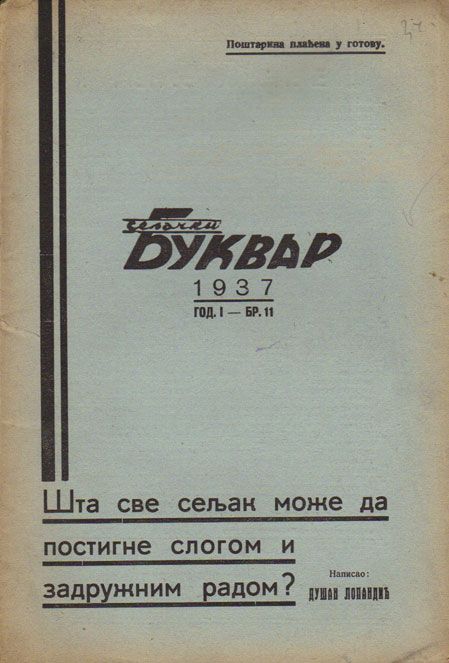 Поштарина плаћена у готову.
сељачки
БУКВАР
1937
ГОД. I — БР. 11
Шта све сељак може да
постигне слогом и
задружним радом?
Написао:
ДУШАН ЛОПАНДИЋ